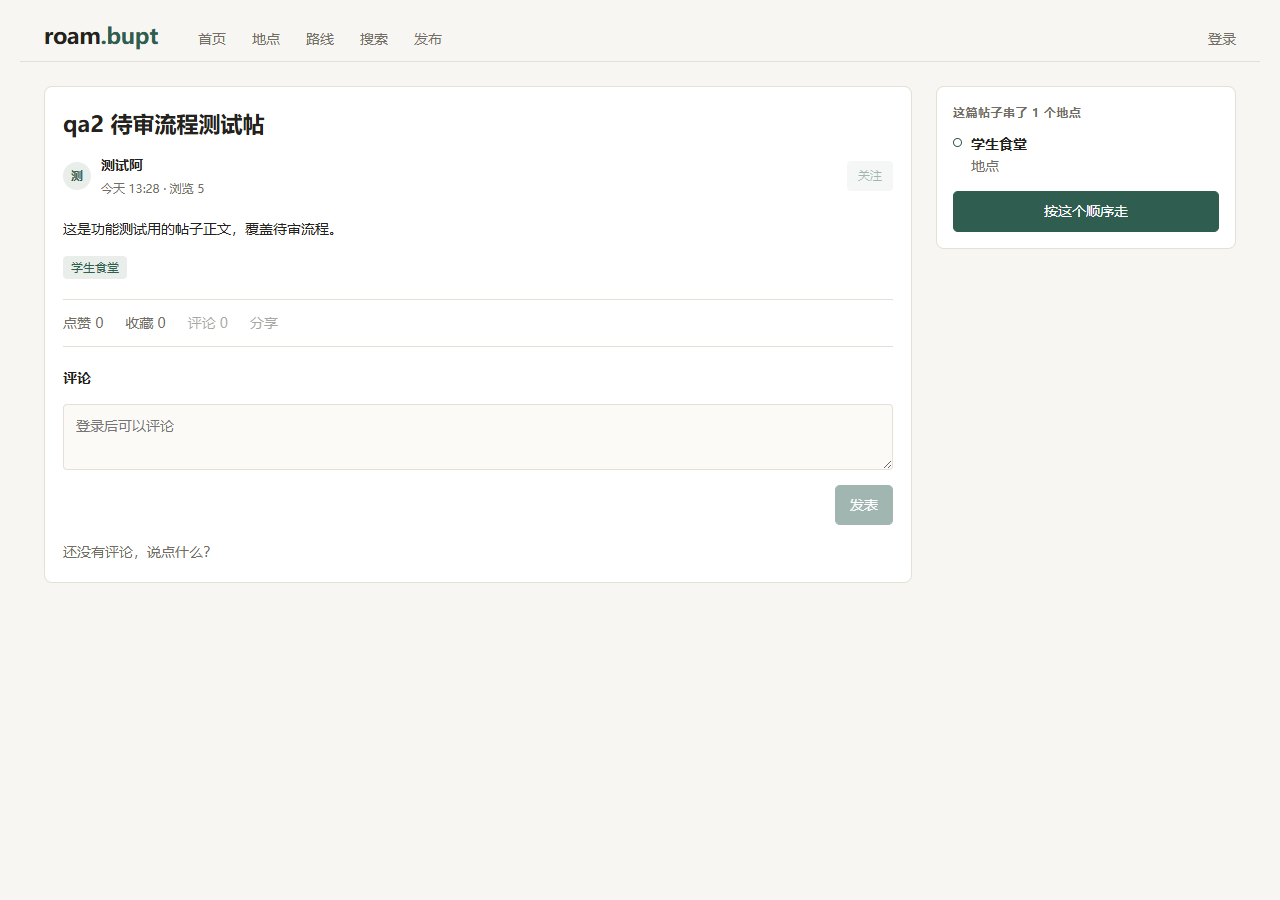 roam.bupt 首页 地点 路线 搜索 发布 登录
qa2 待审流程测试帖
测 测试阿
今天 13:28 · 浏览 5
关注
这是功能测试用的帖子正文，覆盖待审流程。
学生食堂
点赞 0 收藏 0 评论 0 分享
评论
登录后可以评论
发表
还没有评论，说点什么？
这篇帖子串了 1 个地点
学生食堂
地点
按这个顺序走